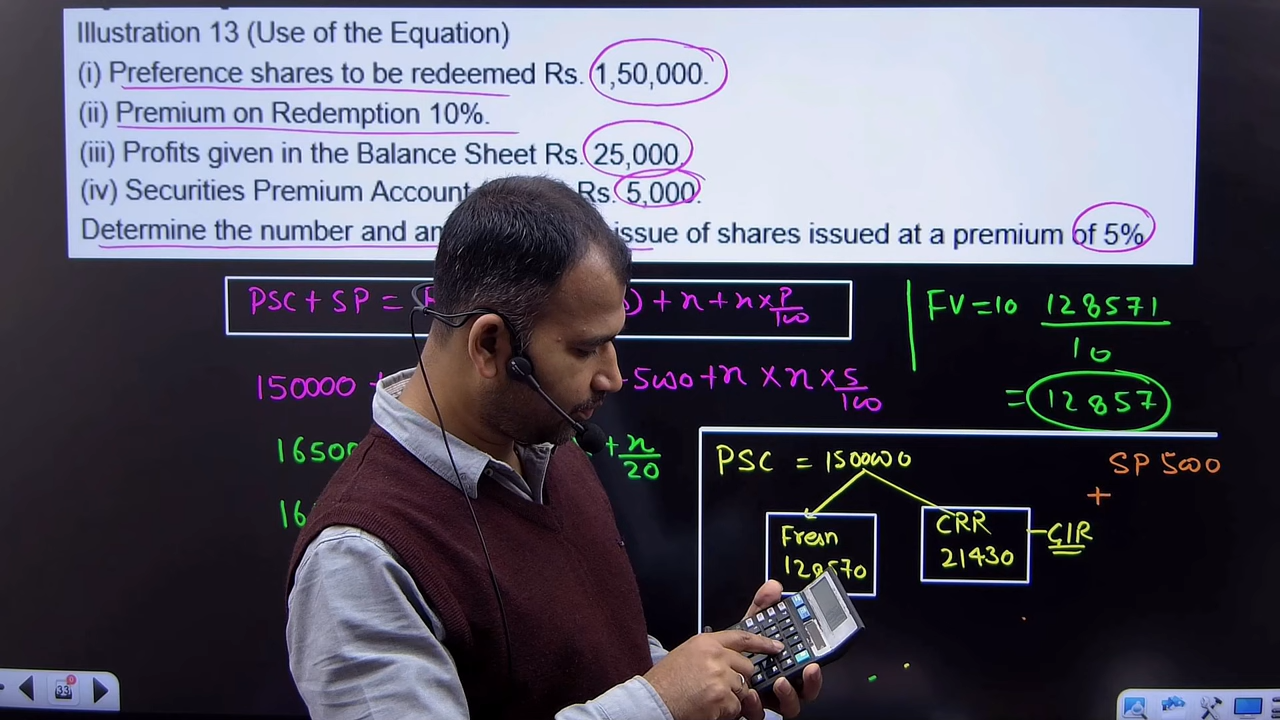 Illustration 13 (Use of the Equation)
(i) Preference shares to be redeemed Rs. 1,50,000.
(ii) Premium on Redemption 10%.
(iii) Profits given in the Balance Sheet Rs. 25,000.
(iv) Securities Premium Account Rs. 5,000.
Determine the number and issue of shares issued at a premium of 5%
PSC + SP = ) + x + x × P/100
150000 5000 + x × x × 5/100
+ x/20
FV = 10 128571/10
= 12857
PSC = 150000
SP 5000
+
Fresh
128570
CRR
21430
33